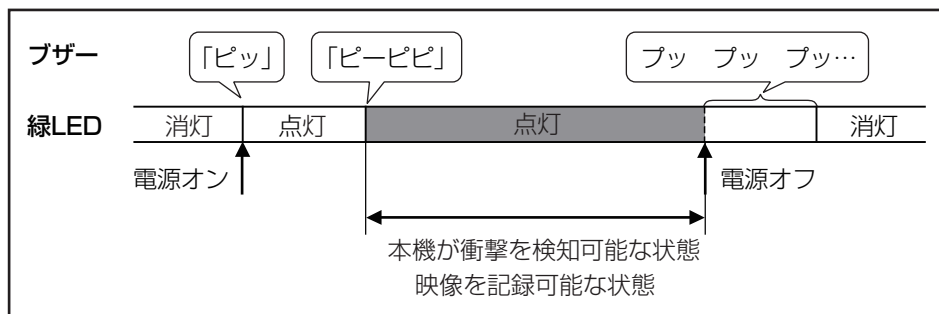 ブザー
「ピッ」
「ピーピピ」
プッ　プッ　プッ…
緑LED
消灯
点灯
点灯
消灯
電源オン
電源オフ
本機が衝撃を検知可能な状態
映像を記録可能な状態